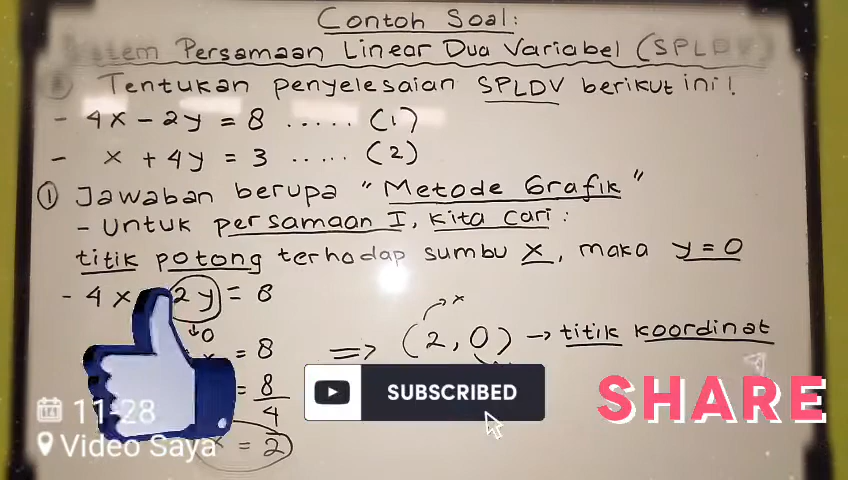 Contoh Soal:
Sistem Persamaan Linear Dua Variabel (SPLDV)
Tentukan penyelesaian SPLDV berikut ini!
- 4x - 2y = 8 ..... (1)
- x + 4y = 3 ..... (2)
① Jawaban berupa "Metode Grafik"
- Untuk persamaan I, kita cari:
titik potong terhadap sumbu x, maka y = 0
- 4x 2y = 8
↓0
= 8
= 8/4
= 2
=> (2, 0) → titik koordinat
x
SUBSCRIBED
SHARE
11-28
Video Saya